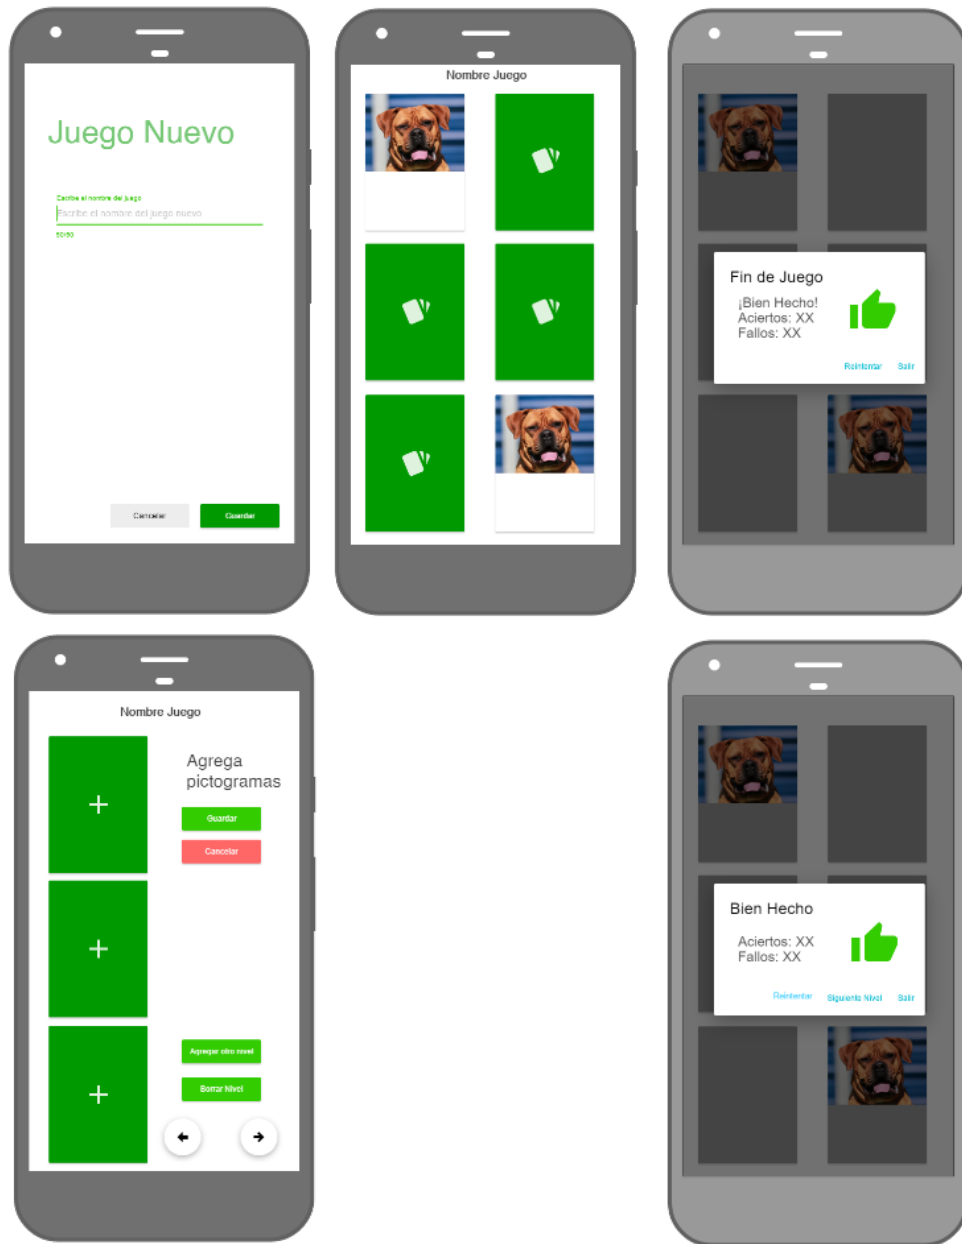 Juego Nuevo
Escribe el nombre del juego
Escribe el nombre del juego nuevo
50/50
Cancelar
Guardar
Nombre Juego
Fin de Juego
¡Bien Hecho!
Aciertos: XX
Fallos: XX
Reintentar
Salir
Nombre Juego
Agrega
pictogramas
Guardar
Cancelar
Agregar otro nivel
Borrar Nivel
Bien Hecho
Aciertos: XX
Fallos: XX
Reintentar
Siguiente Nivel
Salir